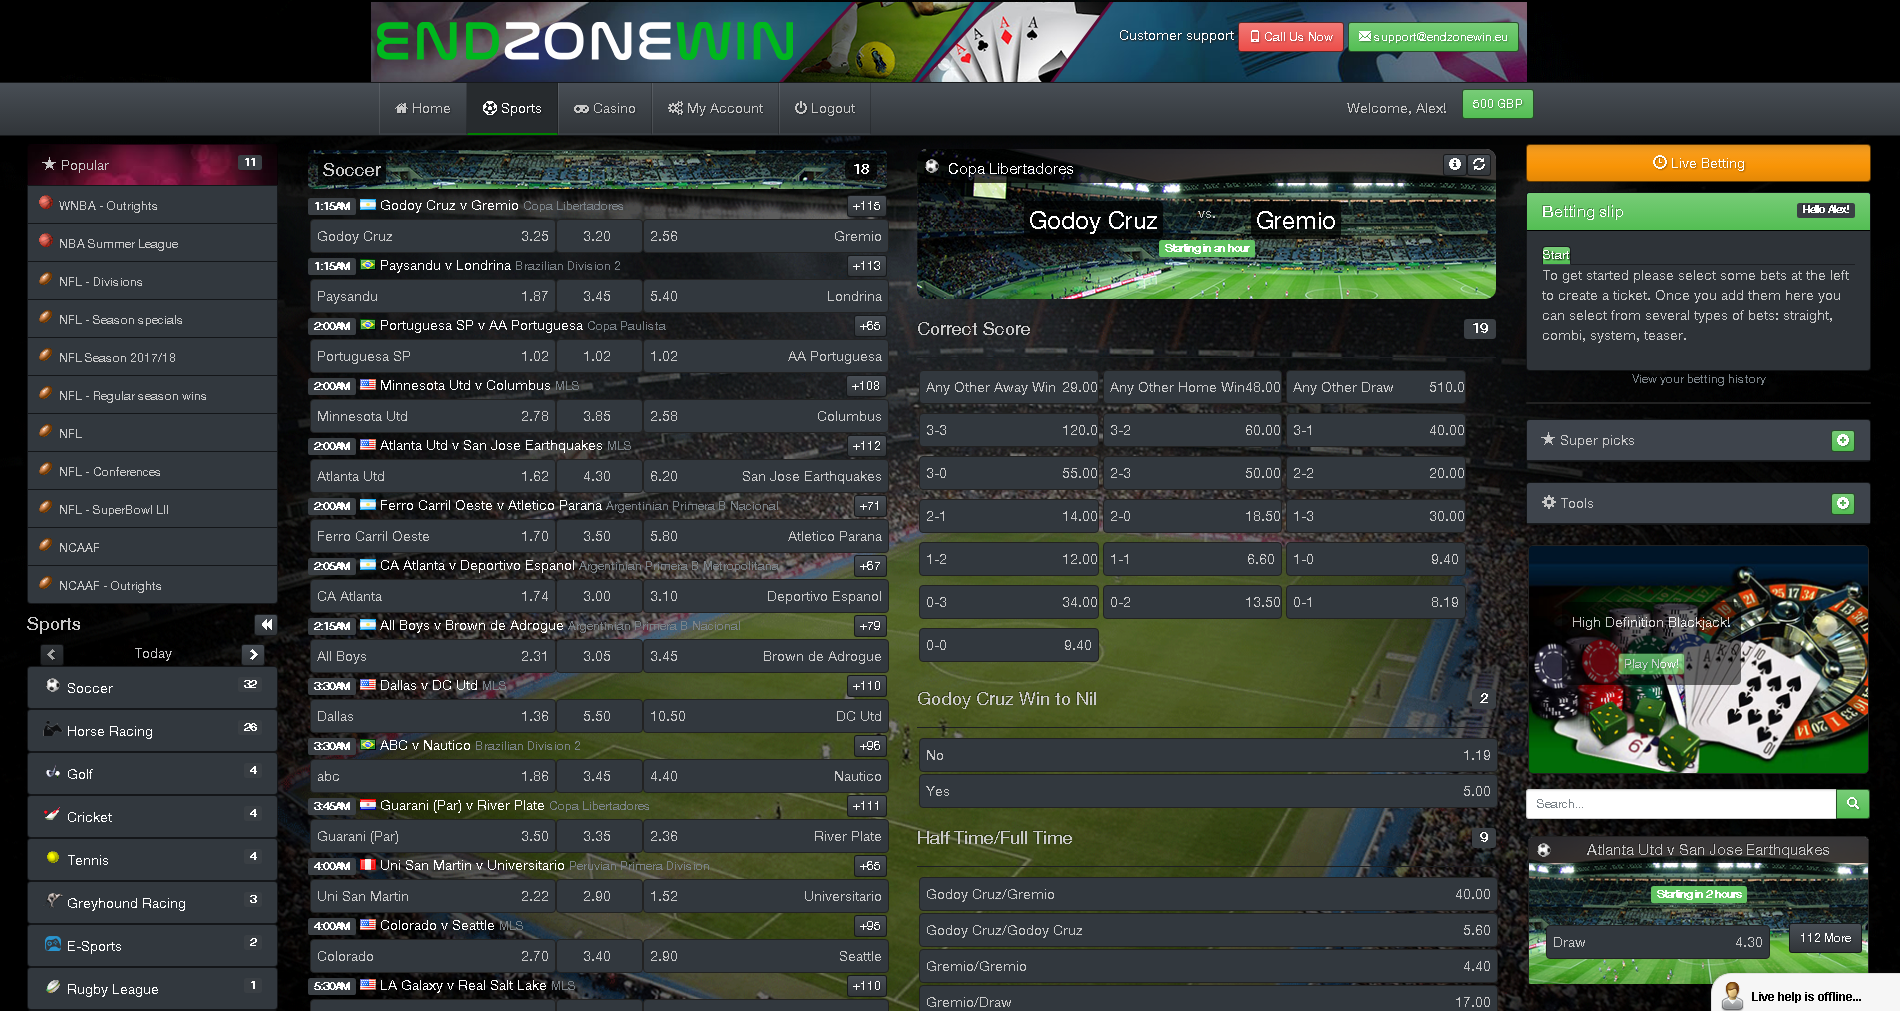 ENDZONEWIN
Customer support Call Us Now support@endzonewin.eu
Home Sports Casino My Account Logout Welcome, Alex! 500 GBP
Popular 11
WNBA - Outrights
NBA Summer League
NFL - Divisions
NFL - Season specials
NFL Season 2017/18
NFL - Regular season wins
NFL
NFL - Conferences
NFL - SuperBowl LII
NCAAF
NCAAF - Outrights
Sports
Today
Soccer 32
Horse Racing 26
Golf 4
Cricket 4
Tennis 4
Greyhound Racing 3
E-Sports 2
Rugby League 1
Soccer 18
1:15AM Godoy Cruz v Gremio Copa Libertadores +115
Godoy Cruz 3.25 3.20 2.56 Gremio
1:15AM Paysandu v Londrina Brazilian Division 2 +113
Paysandu 1.87 3.45 5.40 Londrina
2:00AM Portuguesa SP v AA Portuguesa Copa Paulista +65
Portuguesa SP 1.02 1.02 1.02 AA Portuguesa
2:00AM Minnesota Utd v Columbus MLS +108
Minnesota Utd 2.78 3.85 2.58 Columbus
2:00AM Atlanta Utd v San Jose Earthquakes MLS +112
Atlanta Utd 1.62 4.30 6.20 San Jose Earthquakes
2:00AM Ferro Carril Oeste v Atletico Parana Argentinian Primera B Nacional +71
Ferro Carril Oeste 1.70 3.50 5.80 Atletico Parana
2:05AM CA Atlanta v Deportivo Espanol Argentinian Primera B Metropolitana +67
CA Atlanta 1.74 3.00 3.10 Deportivo Espanol
2:15AM All Boys v Brown de Adrogue Argentinian Primera B Nacional +79
All Boys 2.31 3.05 3.45 Brown de Adrogue
3:30AM Dallas v DC Utd MLS +110
Dallas 1.36 5.50 10.50 DC Utd
3:30AM ABC v Nautico Brazilian Division 2 +96
abc 1.86 3.45 4.40 Nautico
3:45AM Guarani (Par) v River Plate Copa Libertadores +111
Guarani (Par) 3.50 3.35 2.36 River Plate
4:00AM Uni San Martin v Universitario Peruvian Primera Division +65
Uni San Martin 2.22 2.90 1.52 Universitario
4:00AM Colorado v Seattle MLS +95
Colorado 2.70 3.40 2.90 Seattle
5:30AM LA Galaxy v Real Salt Lake MLS +110
Copa Libertadores
Godoy Cruz vs. Gremio
Starting in an hour
Correct Score 19
Any Other Away Win 29.00 Any Other Home Win 48.00 Any Other Draw 510.0
3-3 120.0 3-2 60.00 3-1 40.00
3-0 55.00 2-3 50.00 2-2 20.00
2-1 14.00 2-0 18.50 1-3 30.00
1-2 12.00 1-1 6.60 1-0 9.40
0-3 34.00 0-2 13.50 0-1 8.19
0-0 9.40
Godoy Cruz Win to Nil 2
No 1.19
Yes 5.00
Half Time/Full Time 9
Godoy Cruz/Gremio 40.00
Godoy Cruz/Godoy Cruz 5.60
Gremio/Gremio 4.40
Gremio/Draw 17.00
Live Betting
Betting slip Hello Alex!
Start
To get started please select some bets at the left
to create a ticket. Once you add them here you
can select from several types of bets: straight,
combi, system, teaser.
View your betting history
Super picks
Tools
High Definition Blackjack!
Play Now!
Search...
Atlanta Utd v San Jose Earthquakes
Starting in 2 hours
Draw 4.30 112 More
Live help is offline...